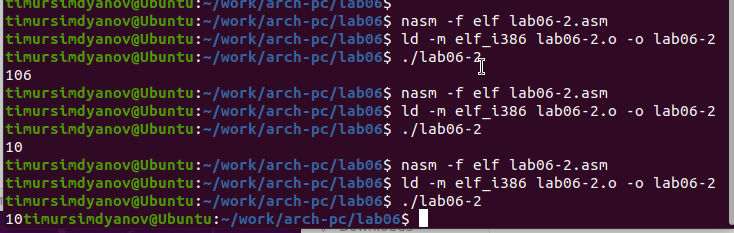 timursimdyanov@Ubuntu:~/work/arch-pc/lab06$
timursimdyanov@Ubuntu:~/work/arch-pc/lab06$ nasm -f elf lab06-2.asm
timursimdyanov@Ubuntu:~/work/arch-pc/lab06$ ld -m elf_i386 lab06-2.o -o lab06-2
timursimdyanov@Ubuntu:~/work/arch-pc/lab06$ ./lab06-2
106
timursimdyanov@Ubuntu:~/work/arch-pc/lab06$ nasm -f elf lab06-2.asm
timursimdyanov@Ubuntu:~/work/arch-pc/lab06$ ld -m elf_i386 lab06-2.o -o lab06-2
timursimdyanov@Ubuntu:~/work/arch-pc/lab06$ ./lab06-2
10
timursimdyanov@Ubuntu:~/work/arch-pc/lab06$ nasm -f elf lab06-2.asm
timursimdyanov@Ubuntu:~/work/arch-pc/lab06$ ld -m elf_i386 lab06-2.o -o lab06-2
timursimdyanov@Ubuntu:~/work/arch-pc/lab06$ ./lab06-2
10timursimdyanov@Ubuntu:~/work/arch-pc/lab06$